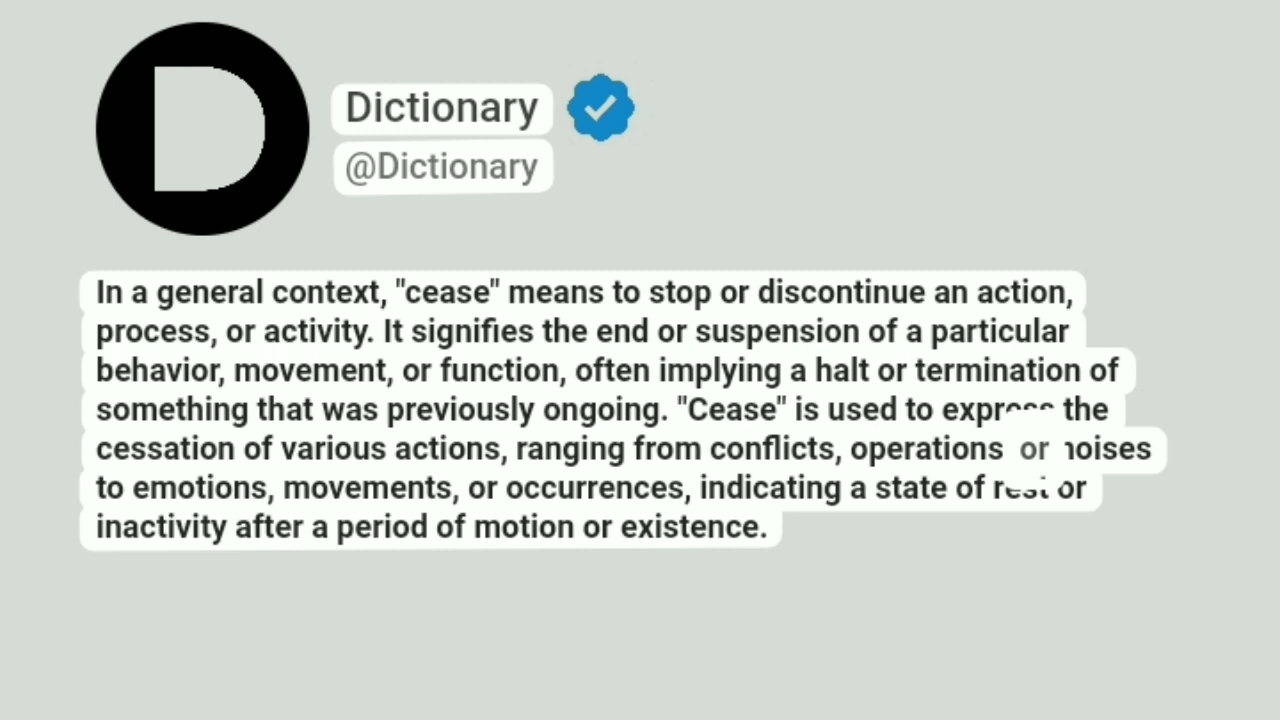 D
Dictionary
@Dictionary
In a general context, "cease" means to stop or discontinue an action,
process, or activity. It signifies the end or suspension of a particular
behavior, movement, or function, often implying a halt or termination of
something that was previously ongoing. "Cease" is used to express the
cessation of various actions, ranging from conflicts, operations or noises
to emotions, movements, or occurrences, indicating a state of rest or
inactivity after a period of motion or existence.